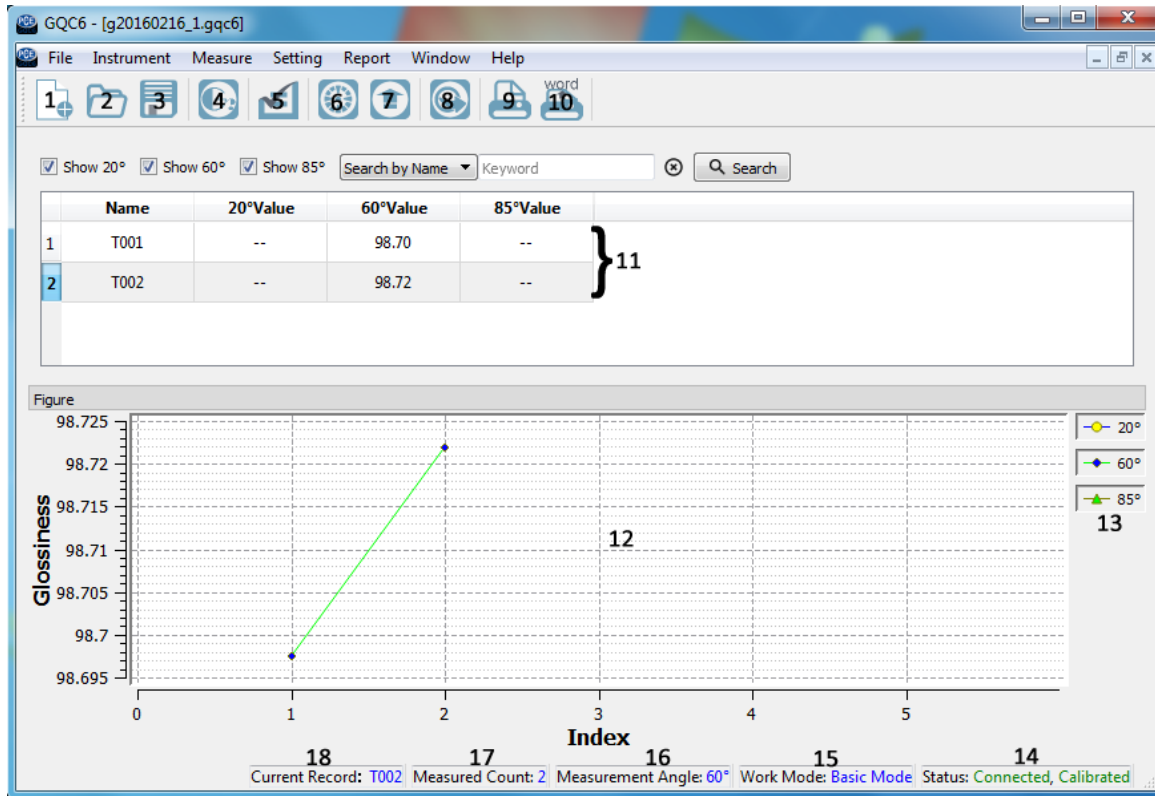 GQC6 - [g20160216_1.gqc6]
File Instrument Measure Setting Report Window Help
word
1 2 3 4 5 6 7 8 9 10
Show 20° Show 60° Show 85° Search by Name Keyword Search
Name 20°Value 60°Value 85°Value
1 T001 -- 98.70 --
11
2 T002 -- 98.72 --
Figure
98.725
98.72
98.715
98.71
98.705
98.7
98.695
Glossiness
20°
60°
85°
13
12
0 1 2 3 4 5
Index
18 17 16 15 14
Current Record: T002 Measured Count: 2 Measurement Angle: 60° Work Mode: Basic Mode Status: Connected, Calibrated